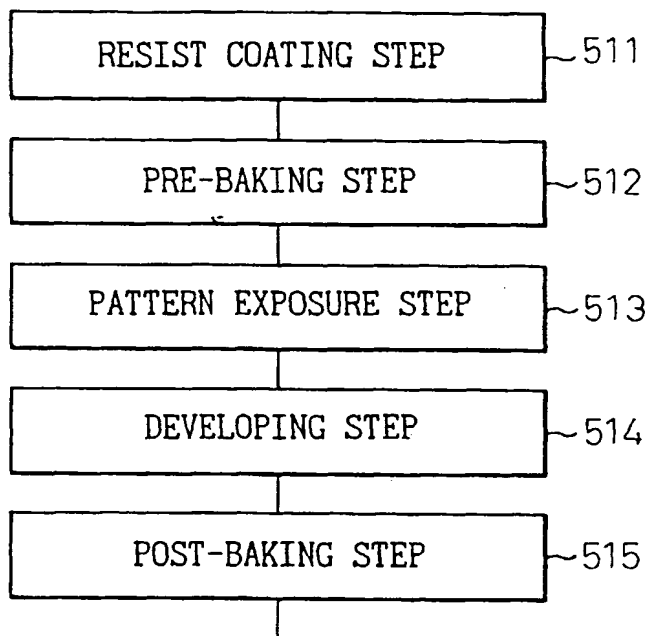 RESIST COATING STEP 511
PRE-BAKING STEP 512
PATTERN EXPOSURE STEP 513
DEVELOPING STEP 514
POST-BAKING STEP 515